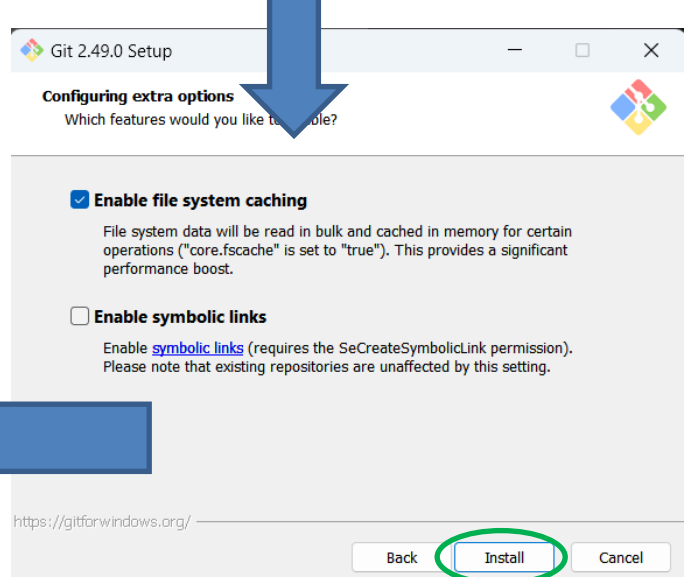 Git 2.49.0 Setup
Configuring extra options
Which features would you like to
ble?
Enable file system caching
File system data will be read in bulk and cached in memory for certain
operations ("core.fscache" is set to "true"). This provides a significant
performance boost.
Enable symbolic links
Enable symbolic links (requires the SeCreateSymbolicLink permission).
Please note that existing repositories are unaffected by this setting.
https://gitforwindows.org/
Back Install Cancel